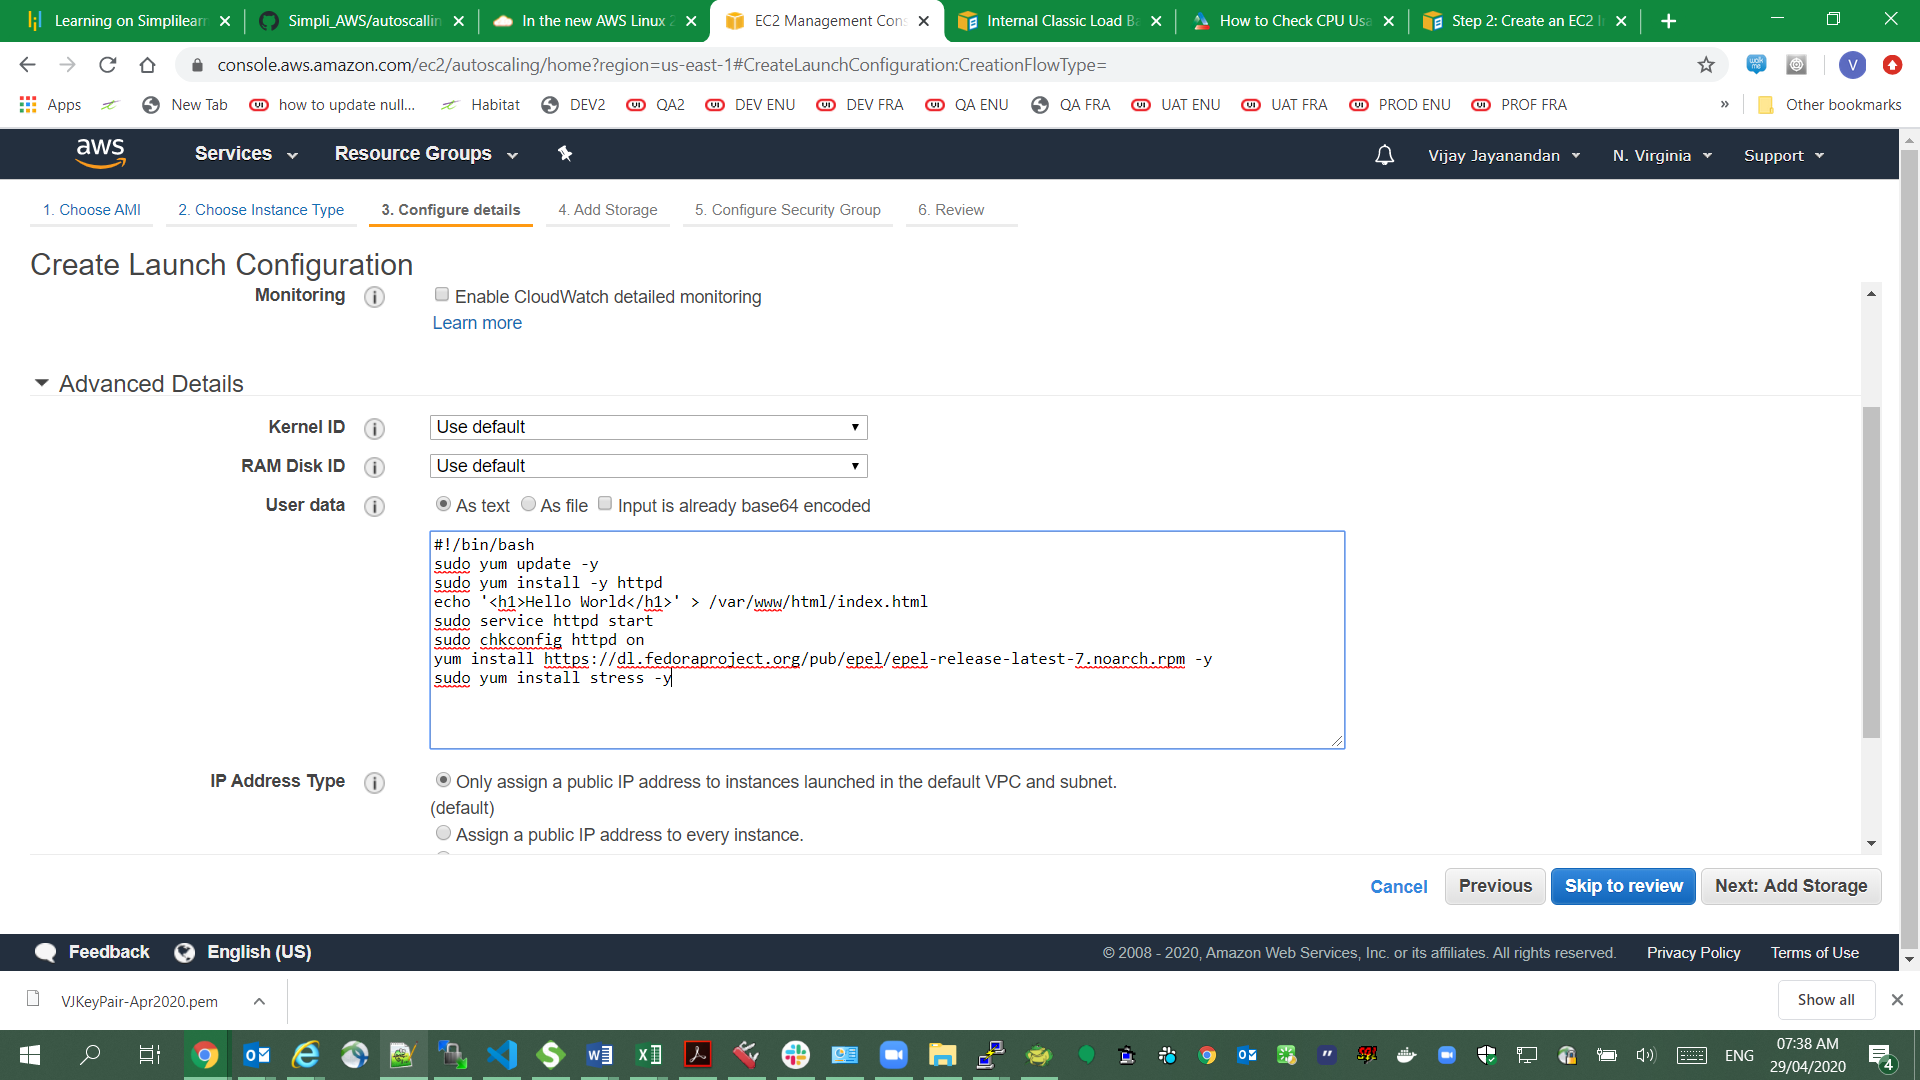 Learning on Simplilearn
Simpli_AWS/autoscallin
In the new AWS Linux 2
EC2 Management Cons
Internal Classic Load Ba
How to Check CPU Usa
Step 2: Create an EC2 I
console.aws.amazon.com/ec2/autoscaling/home?region=us-east-1#CreateLaunchConfiguration:CreationFlowType=
V
Apps
New Tab
how to update null...
Habitat
DEV2
QA2
DEV ENU
DEV FRA
QA ENU
QA FRA
UAT ENU
UAT FRA
PROD ENU
PROF FRA
»
Other bookmarks
aws
Services
Resource Groups
Vijay Jayanandan
N. Virginia
Support
1. Choose AMI
2. Choose Instance Type
3. Configure details
4. Add Storage
5. Configure Security Group
6. Review
Create Launch Configuration
Monitoring
Enable CloudWatch detailed monitoring
Learn more
Advanced Details
Kernel ID
Use default
RAM Disk ID
Use default
User data
As text
As file
Input is already base64 encoded
#!/bin/bash
sudo yum update -y
sudo yum install -y httpd
echo '<h1>Hello World</h1>' > /var/www/html/index.html
sudo service httpd start
sudo chkconfig httpd on
yum install https://dl.fedoraproject.org/pub/epel/epel-release-latest-7.noarch.rpm -y
sudo yum install stress -y
IP Address Type
Only assign a public IP address to instances launched in the default VPC and subnet.
(default)
Assign a public IP address to every instance.
Cancel
Previous
Skip to review
Next: Add Storage
Feedback
English (US)
© 2008 - 2020, Amazon Web Services, Inc. or its affiliates. All rights reserved.
Privacy Policy
Terms of Use
VJKeyPair-Apr2020.pem
Show all
ENG
07:38 AM
29/04/2020
4